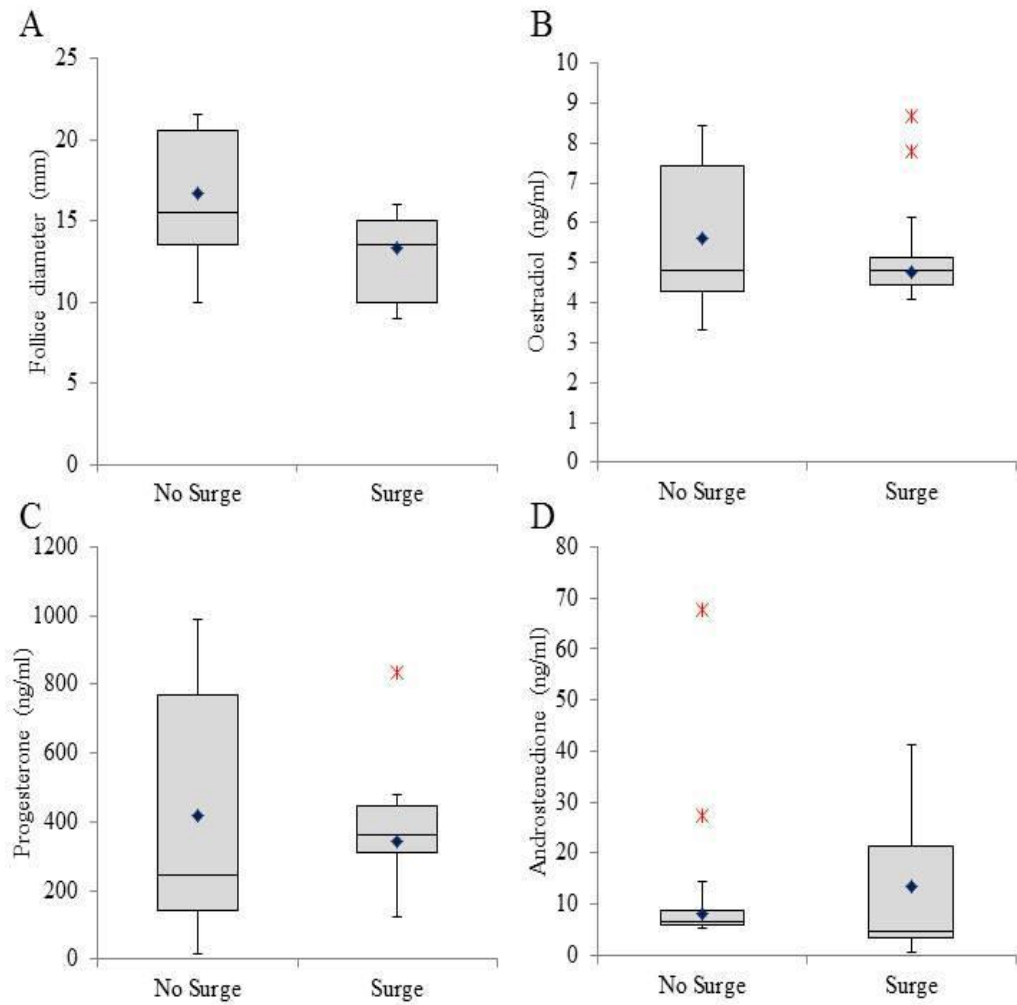 A
Follice diameter (mm)
25
20
15
10
5
0
No Surge Surge
B
Oestradiol (ng/ml)
10
9
8
7
6
5
4
3
2
1
0
No Surge Surge
C
Progesterone (ng/ml)
1200
1000
800
600
400
200
0
No Surge Surge
D
Androstenedione (ng/ml)
80
70
60
50
40
30
20
10
0
No Surge Surge